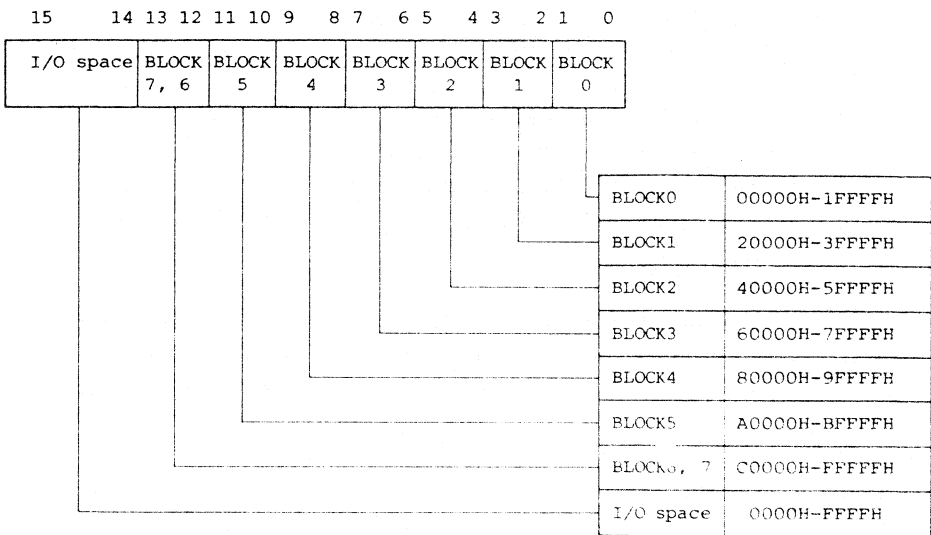 15 14 13 12 11 10 9 8 7 6 5 4 3 2 1 0
I/O space BLOCK 7, 6 BLOCK 5 BLOCK 4 BLOCK 3 BLOCK 2 BLOCK 1 BLOCK 0
BLOCK0 00000H-1FFFFH
BLOCK1 20000H-3FFFFH
BLOCK2 40000H-5FFFFH
BLOCK3 60000H-7FFFFH
BLOCK4 80000H-9FFFFH
BLOCK5 A0000H-BFFFFH
BLOCK6, 7 C0000H-FFFFFH
I/O space 0000H-FFFFH